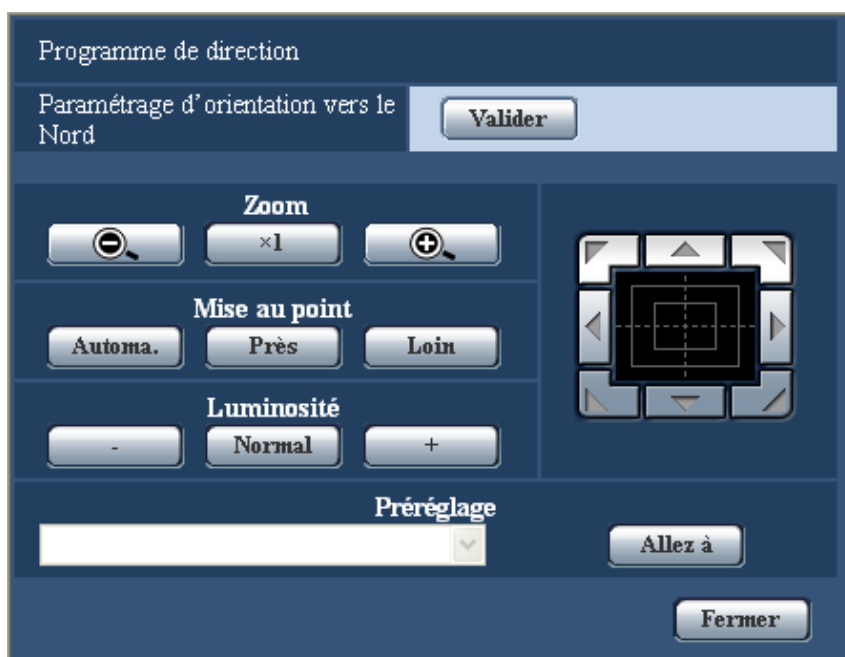 Programme de direction
Paramétrage d'orientation vers le
Nord
Valider
Zoom
×1
Mise au point
Automa. Près Loin
Luminosité
- Normal +
Préréglage
Allez à
Fermer